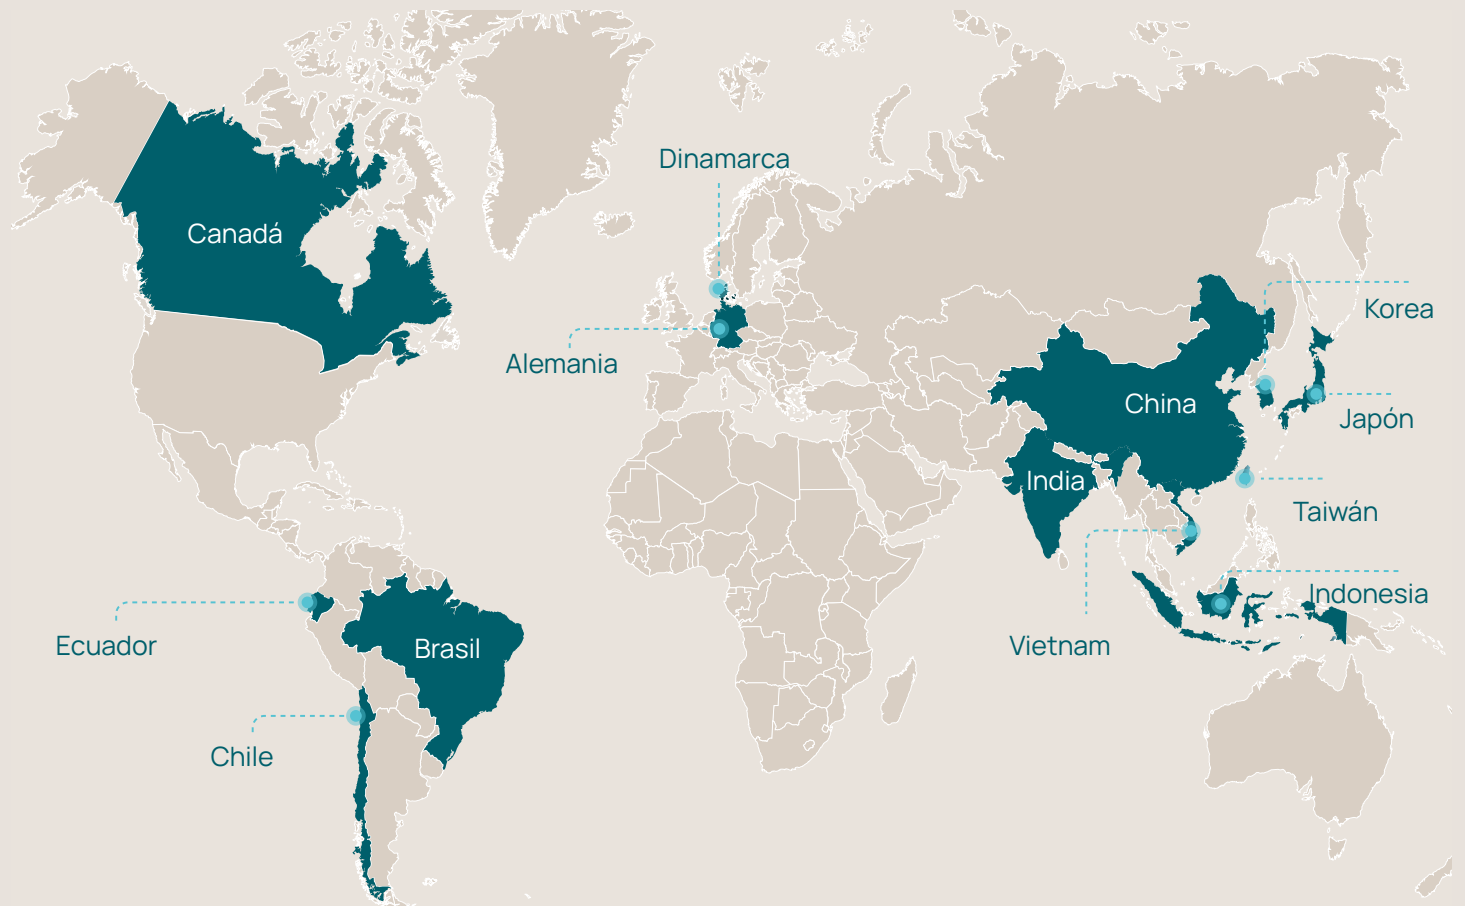 Dinamarca
Canadá
Korea
Alemania
China
Japón
India
Taiwán
Indonesia
Ecuador
Brasil
Vietnam
Chile